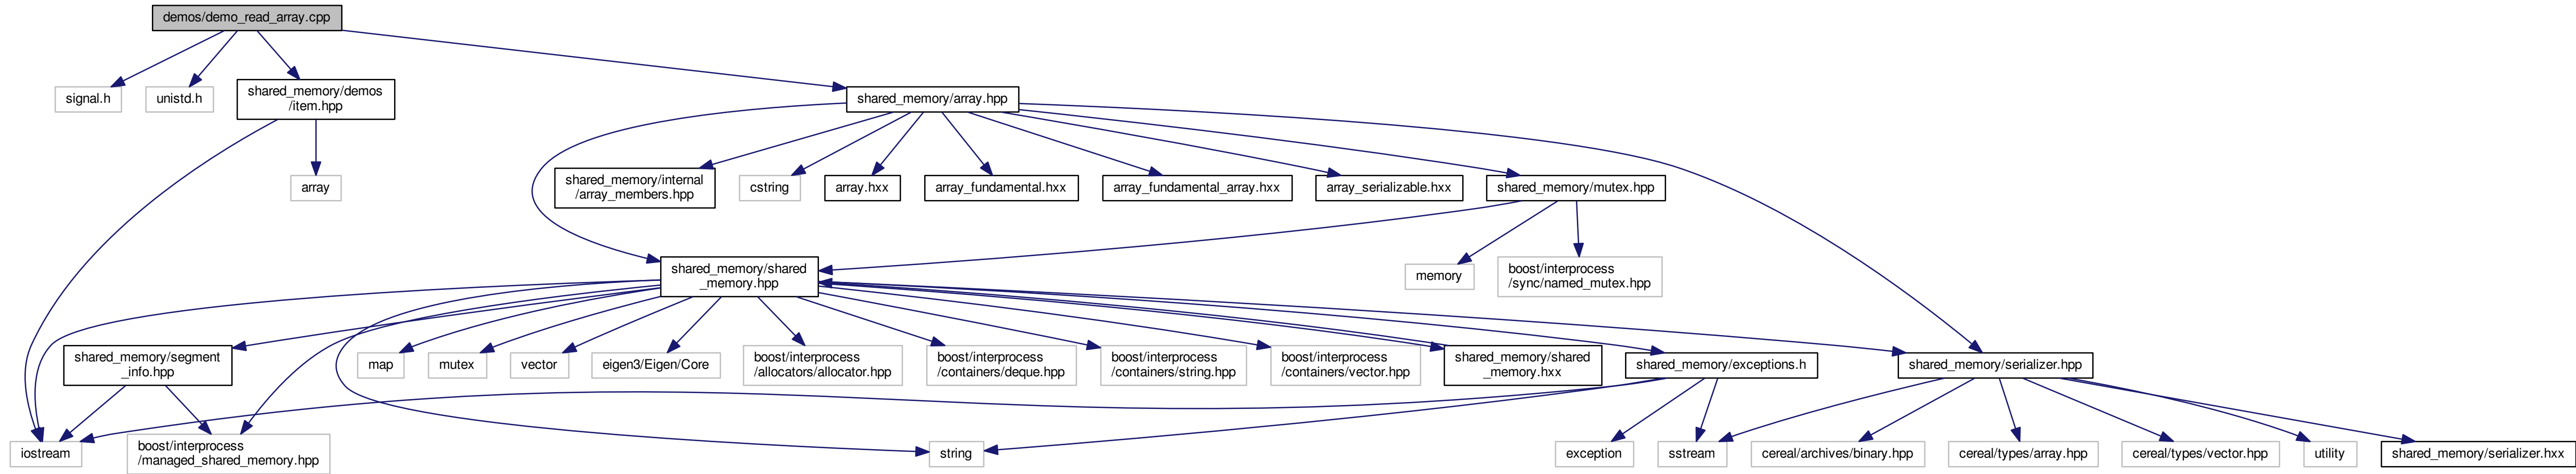 demos/demo_read_array.cpp
signal.h
unistd.h
shared_memory/demos
/item.hpp
shared_memory/array.hpp
array
shared_memory/internal
/array_members.hpp
cstring
array.hxx
array_fundamental.hxx
array_fundamental_array.hxx
array_serializable.hxx
shared_memory/mutex.hpp
shared_memory/shared
_memory.hpp
memory
boost/interprocess
/sync/named_mutex.hpp
shared_memory/segment
_info.hpp
map
mutex
vector
eigen3/Eigen/Core
boost/interprocess
/allocators/allocator.hpp
boost/interprocess
/containers/deque.hpp
boost/interprocess
/containers/string.hpp
boost/interprocess
/containers/vector.hpp
shared_memory/shared
_memory.hxx
shared_memory/exceptions.h
shared_memory/serializer.hpp
iostream
boost/interprocess
/managed_shared_memory.hpp
string
exception
sstream
cereal/archives/binary.hpp
cereal/types/array.hpp
cereal/types/vector.hpp
utility
shared_memory/serializer.hxx